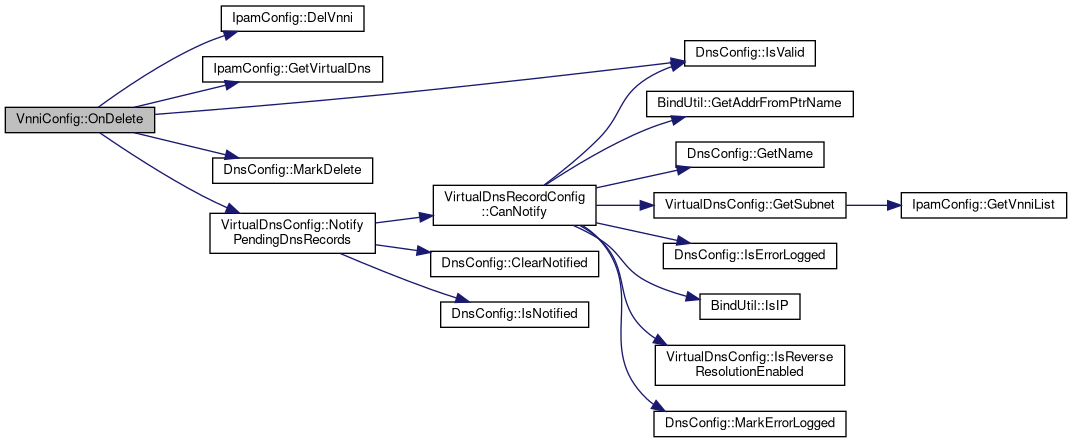 IpamConfig::DelVnni
DnsConfig::IsValid
IpamConfig::GetVirtualDns
BindUtil::GetAddrFromPtrName
VnniConfig::OnDelete
DnsConfig::GetName
DnsConfig::MarkDelete
VirtualDnsRecordConfig
::CanNotify
VirtualDnsConfig::GetSubnet
IpamConfig::GetVnniList
VirtualDnsConfig::Notify
PendingDnsRecords
DnsConfig::IsErrorLogged
DnsConfig::ClearNotified
BindUtil::IsIP
DnsConfig::IsNotified
VirtualDnsConfig::IsReverse
ResolutionEnabled
DnsConfig::MarkErrorLogged